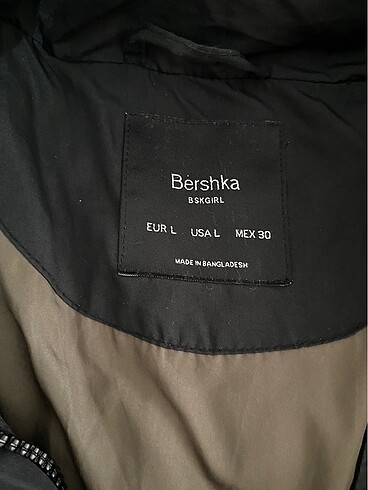 Bershka
BSKGIRL
EUR L USA L MEX 30
MADE IN BANGLADESH